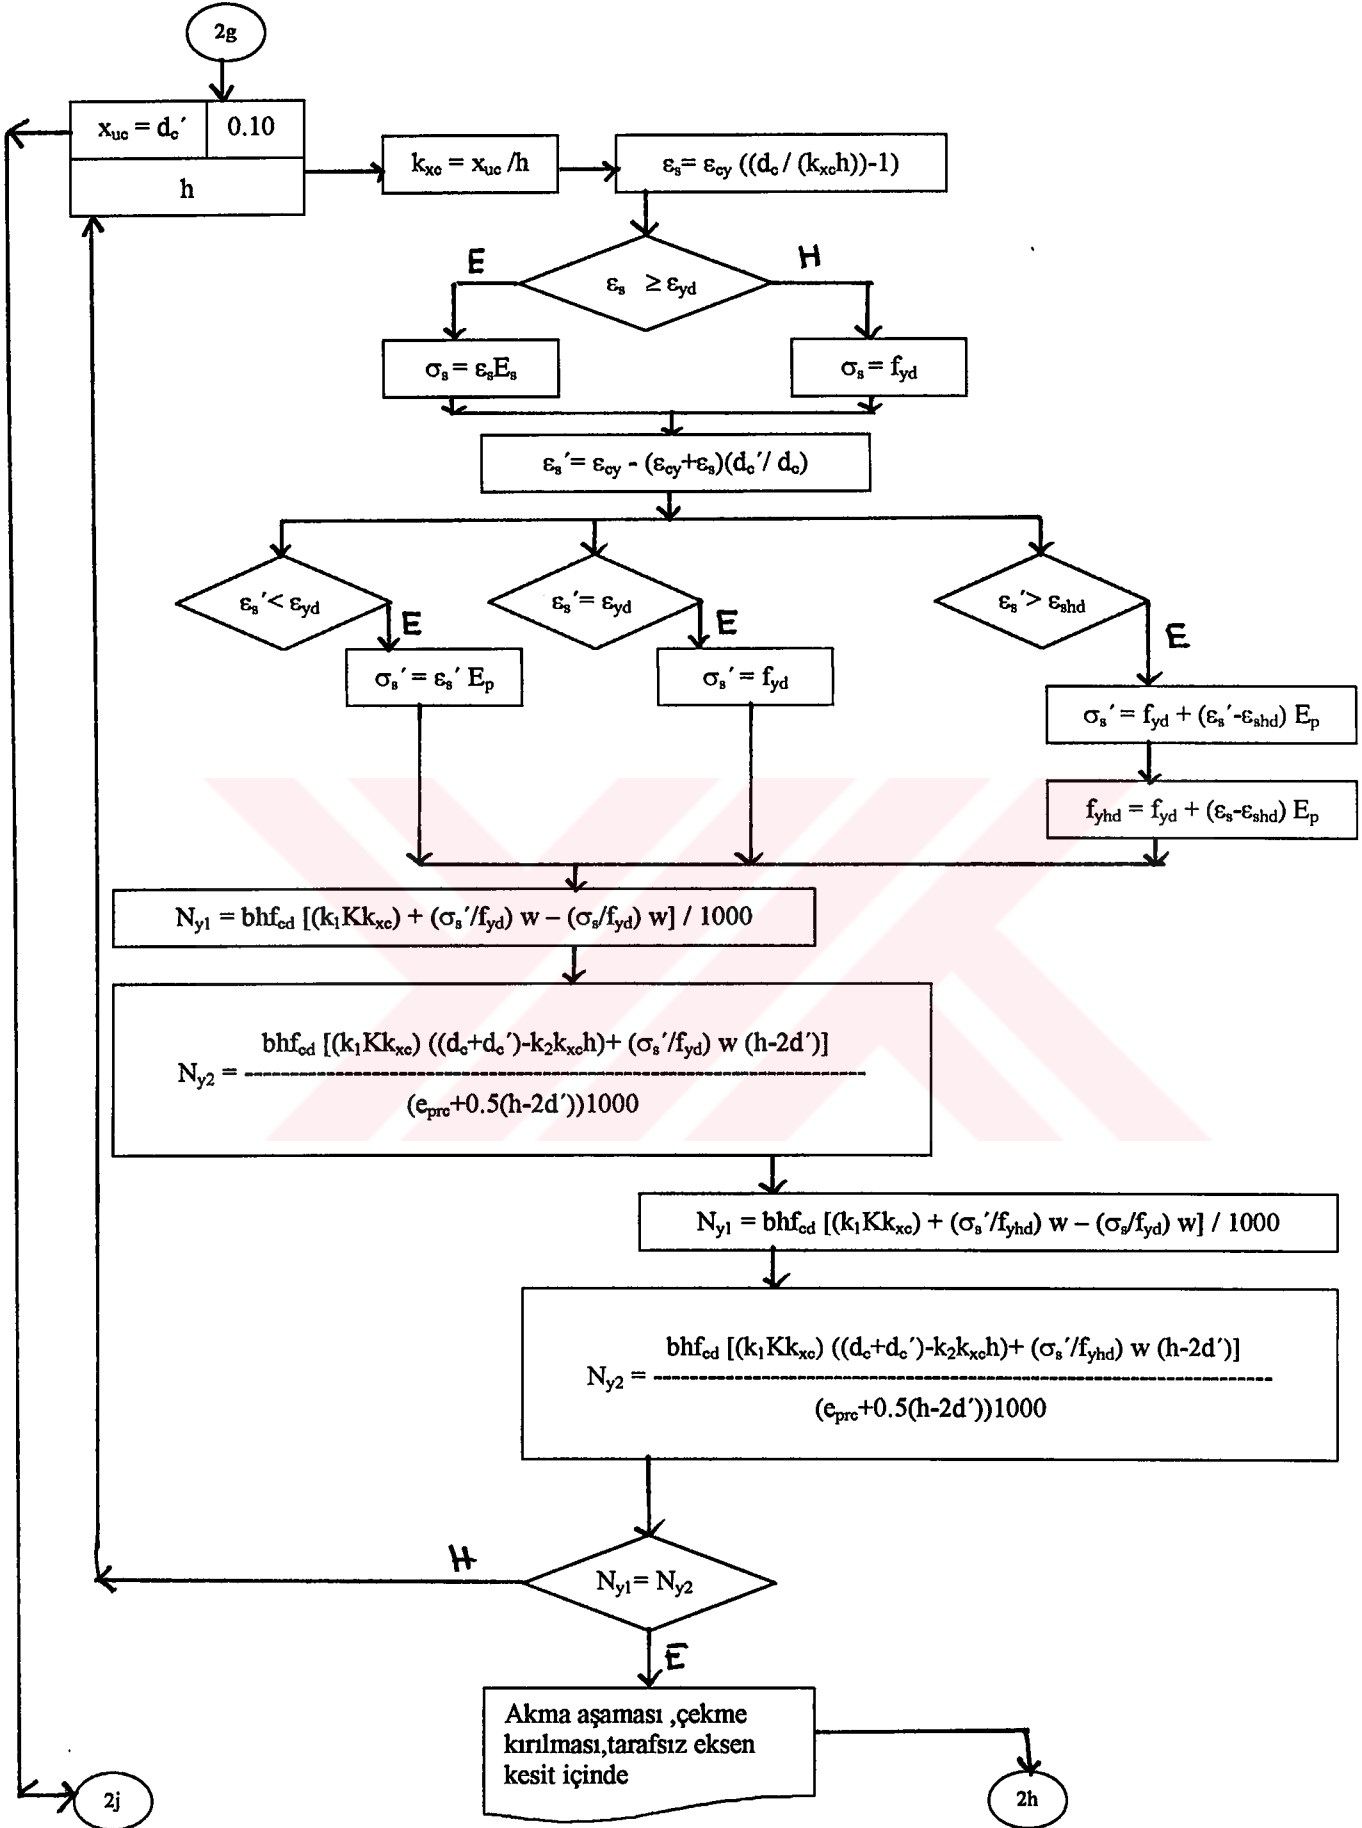 2g
x_uc = d_c´ 0.10
h
k_xc = x_uc /h
ε_s= ε_cy ((d_c / (k_xc h))-1)
E
H
ε_s ≥ ε_yd
σ_s = ε_sE_s
σ_s = f_yd
ε_s´= ε_cy - (ε_cy+ε_s)(d_c´/ d_c)
ε_s´< ε_yd
ε_s´= ε_yd
ε_s´> ε_shd
E
E
E
σ_s´ = ε_s´ E_p
σ_s´ = f_yd
σ_s´ = f_yd + (ε_s´-ε_shd) E_p
f_yhd = f_yd + (ε_s-ε_shd) E_p
N_y1 = bhf_cd [(k_1Kk_xc) + (σ_s´/f_yd) w – (σ_s/f_yd) w] / 1000
bhf_cd [(k_1Kk_xc) ((d_c+d_c´)-k_2k_xch)+ (σ_s´/f_yd) w (h-2d´)]
N_y2 = ----------------------------------------------------------------
(e_prc+0.5(h-2d´))1000
N_y1 = bhf_cd [(k_1Kk_xc) + (σ_s´/f_yhd) w – (σ_s/f_yd) w] / 1000
bhf_cd [(k_1Kk_xc) ((d_c+d_c´)-k_2k_xch)+ (σ_s´/f_yhd) w (h-2d´)]
N_y2 = ----------------------------------------------------------------
(e_prc+0.5(h-2d´))1000
H
N_y1= N_y2
E
Akma aşaması ,çekme
kırılması,tarafsız eksen
kesit içinde
2j
2h